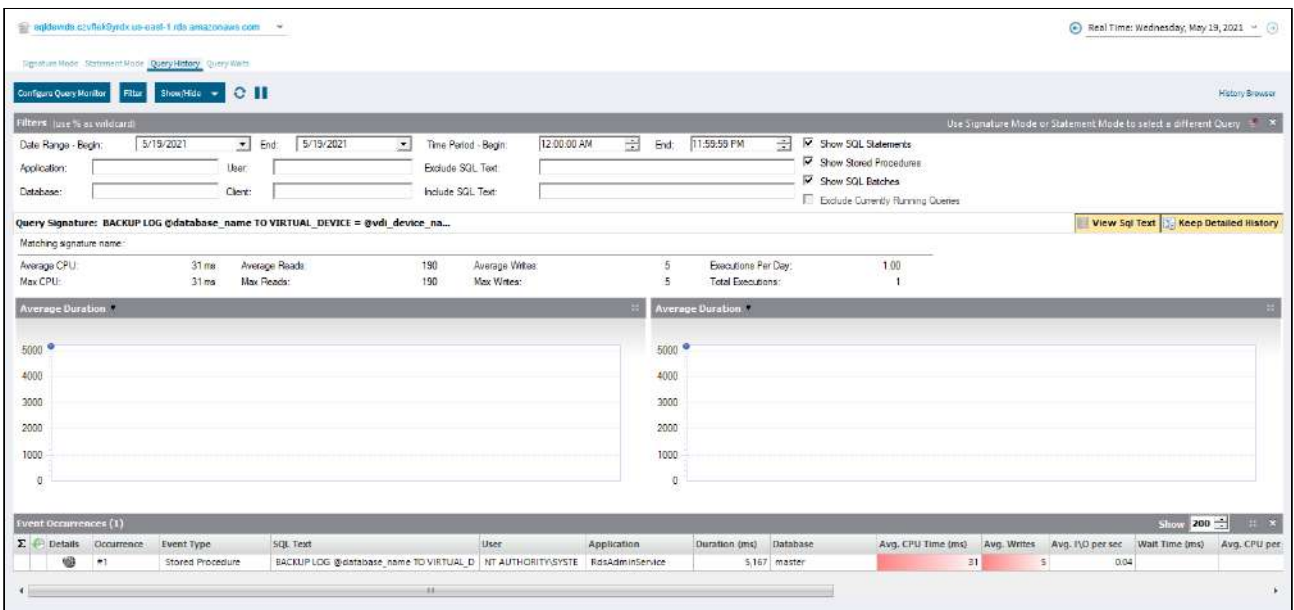 Real Time: Wednesday, May 19, 2021
Signature Mode Statement Mode Query History Query Waits
Configure Query Monitor Filter Show/Hide History Browser
Filters (use % as wildcard) Use Signature Mode or Statement Mode to select a different Query
Date Range - Begin: 5/19/2021 End: 5/19/2021 Time Period - Begin: 12:00:00 AM End: 11:59:59 PM Show SQL Statements
Application: User: Exclude SQL Text: Show Stored Procedures
Database: Client: Include SQL Text: Show SQL Batches
Exclude Currently Running Queries
Query Signature: BACKUP LOG @database_name TO VIRTUAL_DEVICE = @vdi_device_na... View Sql Text Keep Detailed History
Matching signature name:
Average CPU: 31 ms Average Reads: 190 Average Writes: 5 Executions Per Day: 1.00
Max CPU: 31 ms Max Reads: 190 Max Writes: 5 Total Executions: 1
Average Duration Average Duration
5000 5000
4000 4000
3000 3000
2000 2000
1000 1000
0 0
Event Occurrences (1) Show 200
Σ Details Occurrence Event Type SQL Text User Application Duration (ms) Database Avg. CPU Time (ms) Avg. Writes Avg. I\O per sec Wait Time (ms) Avg. CPU per
#1 Stored Procedure BACKUP LOG @database_name TO VIRTUAL_D NT AUTHORITY\SYSTE RdsAdminService 5,167 master 31 5 0.04